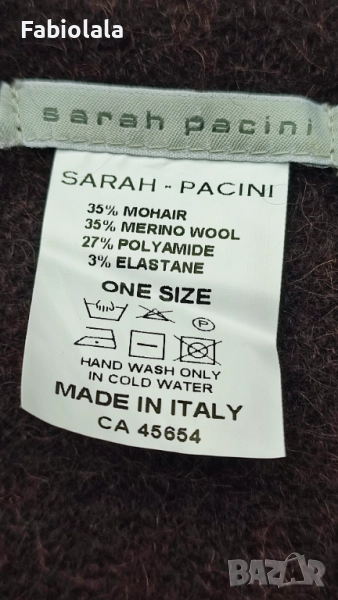 Fabiolala
sarah pacini
SARAH - PACINI
35% MOHAIR
35% MERINO WOOL
27% POLYAMIDE
3% ELASTANE
ONE SIZE
P
HAND WASH ONLY
IN COLD WATER
MADE IN ITALY
CA 45654
BAZAR